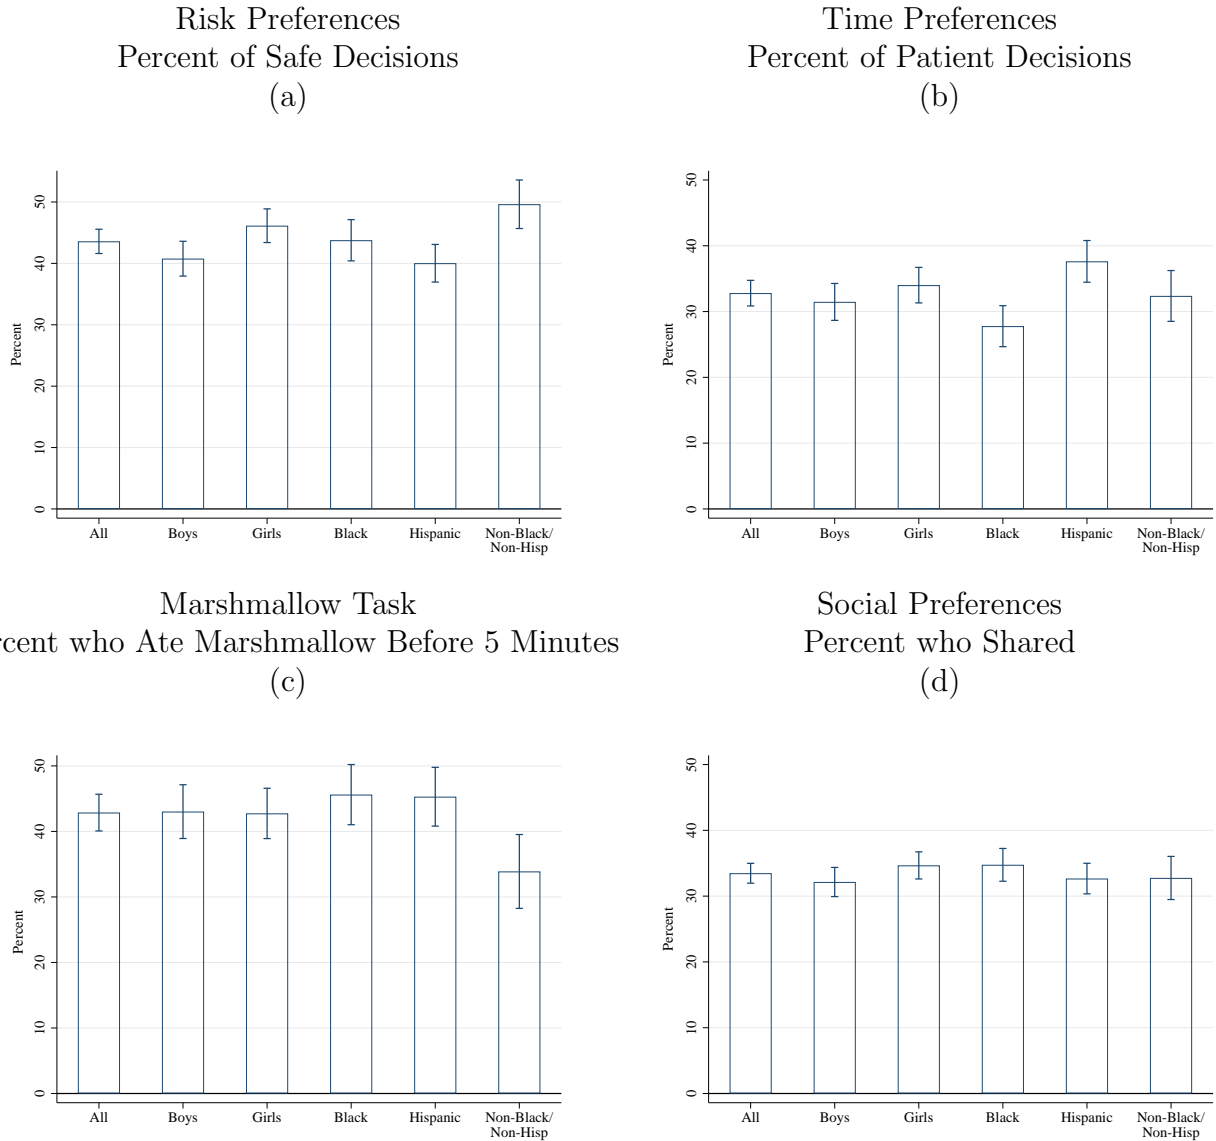 Risk Preferences
Percent of Safe Decisions
(a)
50
40
30
20
10
0
Percent
All Boys Girls Black Hispanic Non-Black/
Non-Hisp
Time Preferences
Percent of Patient Decisions
(b)
50
40
30
20
10
0
Percent
All Boys Girls Black Hispanic Non-Black/
Non-Hisp
Marshmallow Task
rcent who Ate Marshmallow Before 5 Minutes
(c)
50
40
30
20
10
0
Percent
All Boys Girls Black Hispanic Non-Black/
Non-Hisp
Social Preferences
Percent who Shared
(d)
50
40
30
20
10
0
Percent
All Boys Girls Black Hispanic Non-Black/
Non-Hisp